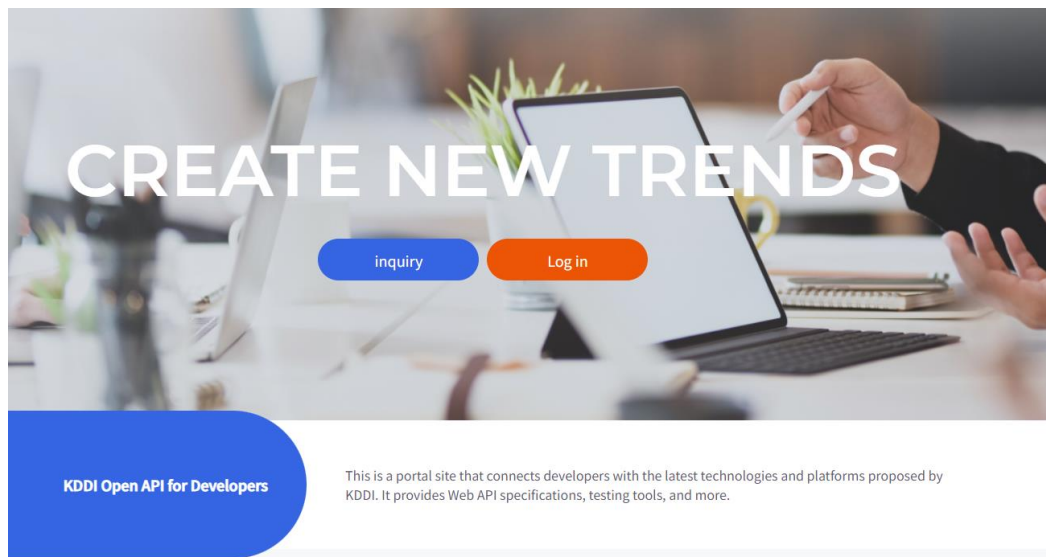 CREATE NEW TRENDS
inquiry
Log in
KDDI Open API for Developers
This is a portal site that connects developers with the latest technologies and platforms proposed by
KDDI. It provides Web API specifications, testing tools, and more.